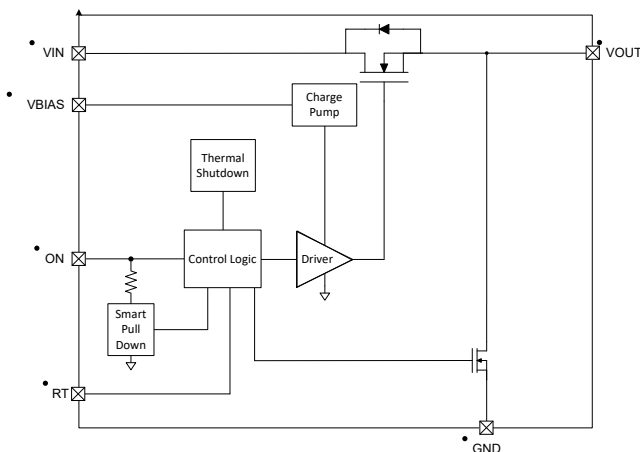 VIN
VOUT
VBIAS
Charge
Pump
Thermal
Shutdown
ON
Control Logic
Driver
Smart
Pull
Down
RT
GND